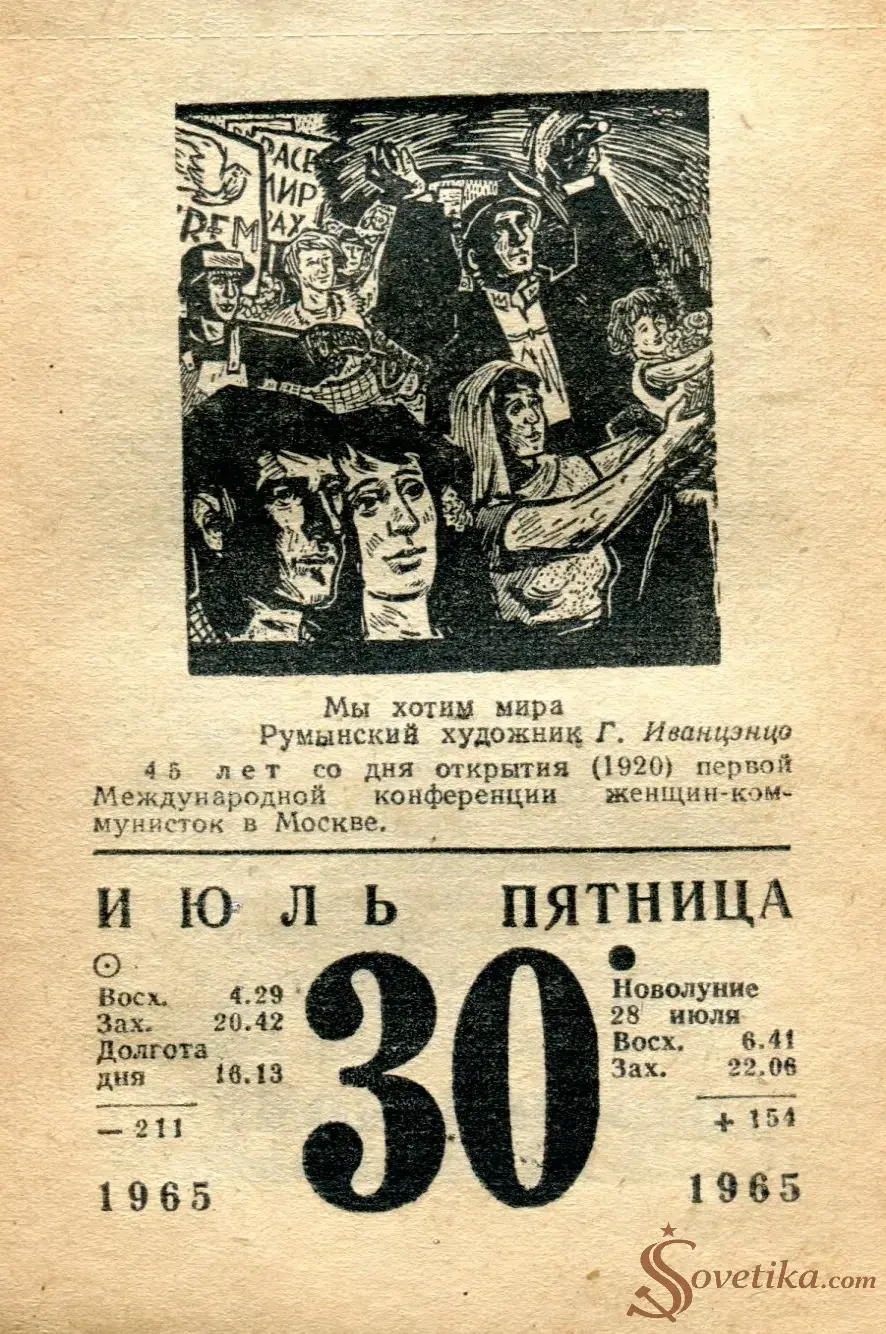 PACE
МИР
PAX
TREM
Мы хотим мира
Румынский художник Г. Иванцэнцо
45 лет со дня открытия (1920) первой
Международной конференции женщин-ком-
мунисток в Москве.
ИЮЛЬ ПЯТНИЦА
30
Восх. 4.29
Зах. 20.42
Долгота
дня 16.13
— 211
1965
Новолуние
28 июля
Восх. 6.41
Зах. 22.06
+ 154
1965
Sovetika.com